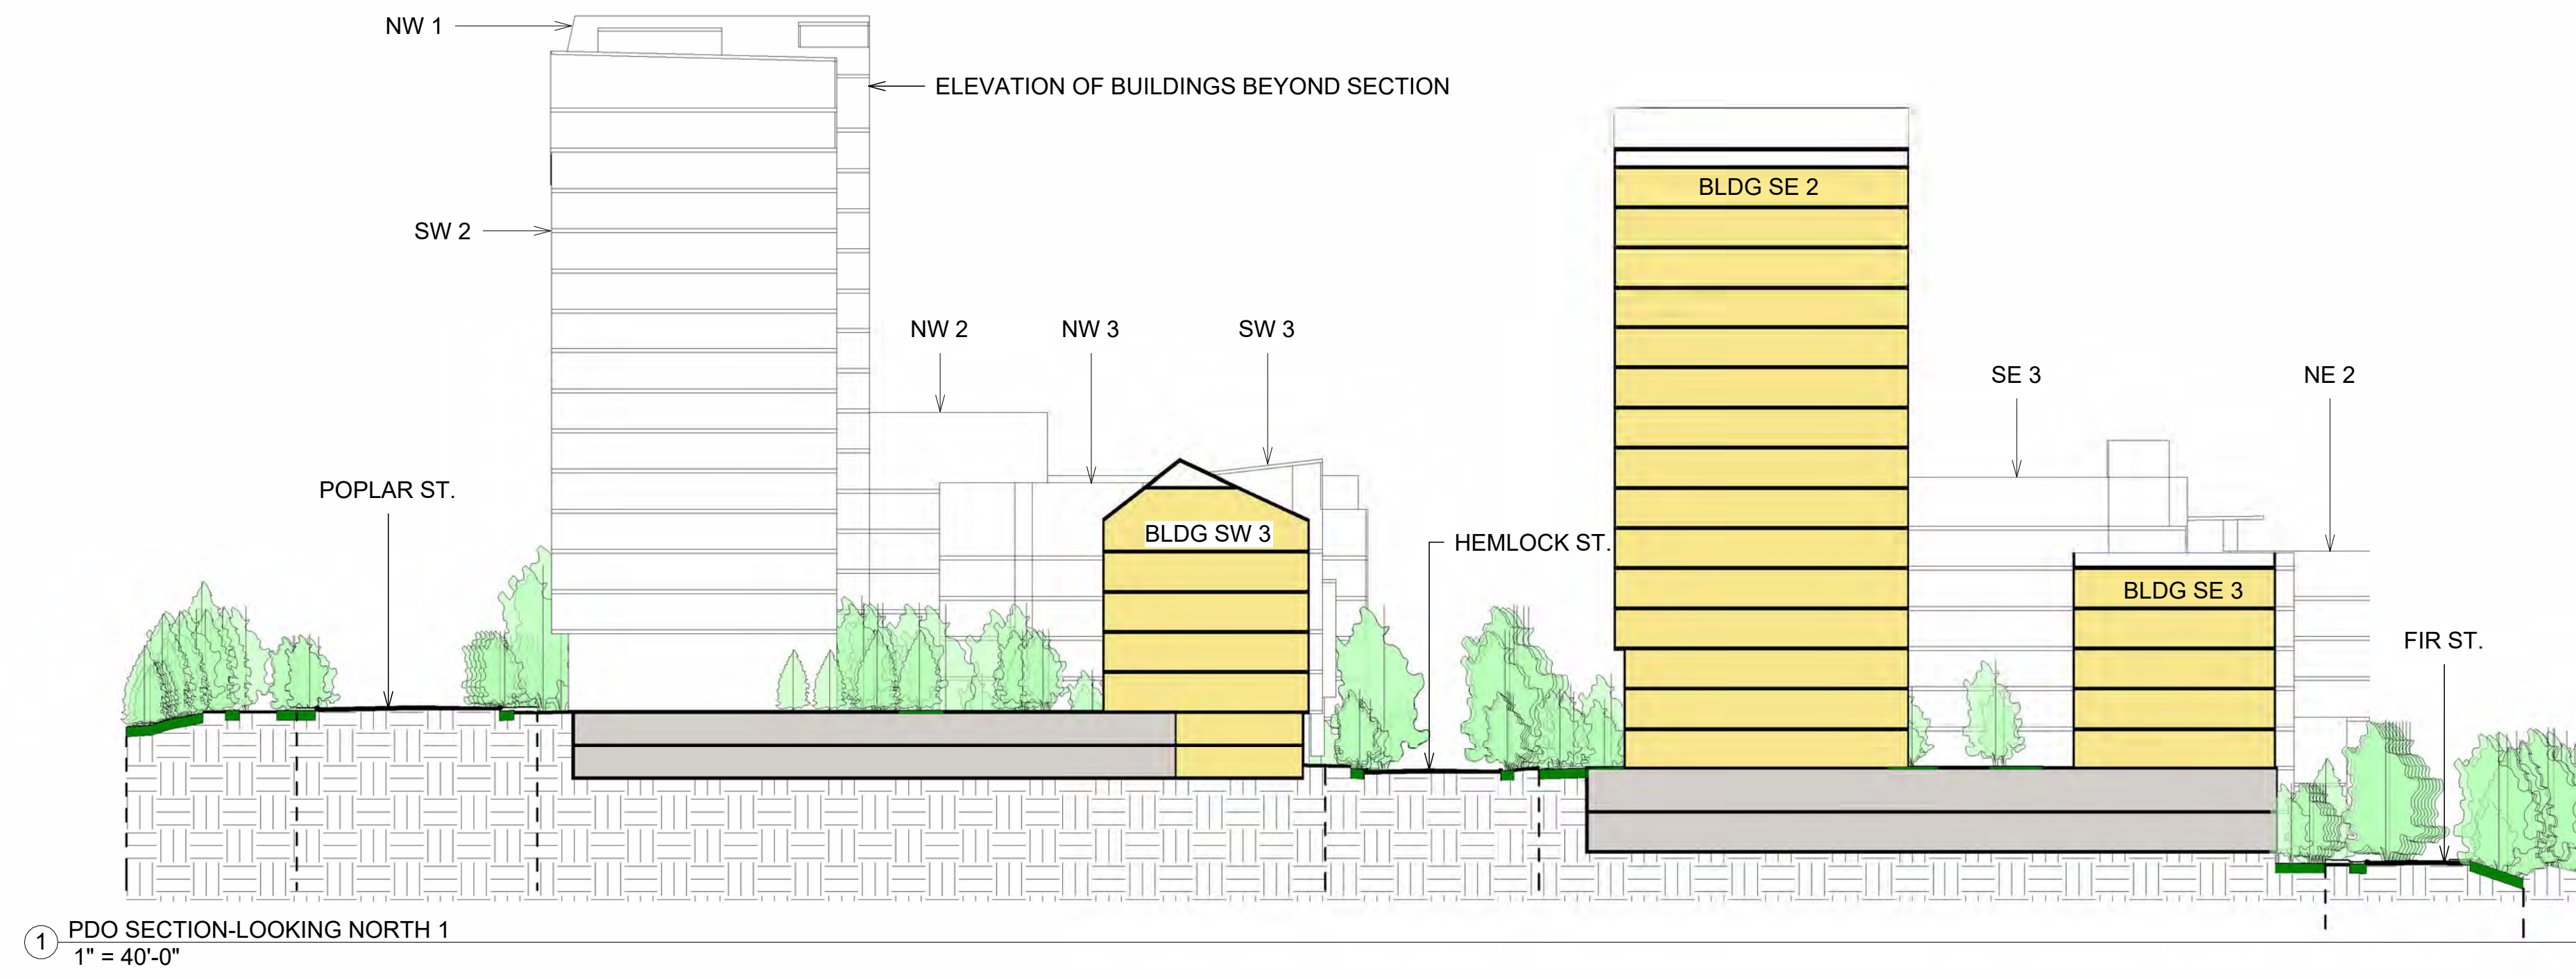 NW 1
ELEVATION OF BUILDINGS BEYOND SECTION
BLDG SE 2
SW 2
NW 2
NW 3
SW 3
SE 3
NE 2
POPLAR ST.
BLDG SW 3
HEMLOCK ST.
BLDG SE 3
FIR ST.
1
PDO SECTION-LOOKING NORTH 1
1" = 40'-0"